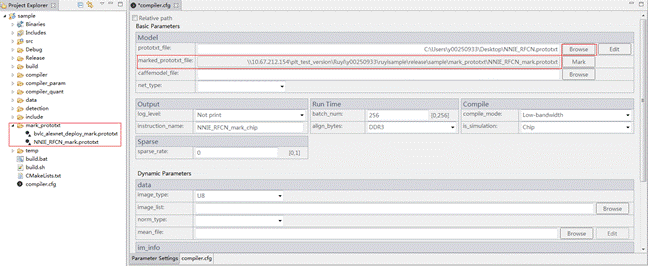 Project Explorer
sample
Binaries
Includes
src
Debug
Release
build
compiler
compiler_param
compiler_quant
data
detection
include
mark_prototxt
bvlc_alexnet_deploy_mark.prototxt
NNIE_RFCN_mark.prototxt
temp
build.bat
build.sh
CMakeLists.txt
compiler.cfg
*compiler.cfg
Relative path
Basic Parameters
Model
prototxt_file: C:\Users\y00250933\Desktop\NNIE_RFCN.prototxt Browse Edit
marked_prototxt_file: \\10.67.212.154\plt_test_version\Ruyi\y00250933\ruyi\sample\release\sample\mark_prototxt\NNIE_RFCN_mark.prototxt Mark
caffemodel_file: Browse
net_type:
Output Run Time Compile
log_level: Not print batch_num: 256 [0,256] compile_mode: Low-bandwidth
instruction_name: NNIE_RFCN_mark_chip align_bytes: DDR3 is_simulation: Chip
Sparse
sparse_rate: 0 [0,1]
Dynamic Parameters
data
image_type: U8
image_list: Browse
norm_type:
mean_file: Browse Edit
im_info
Parameter Settings compiler.cfg